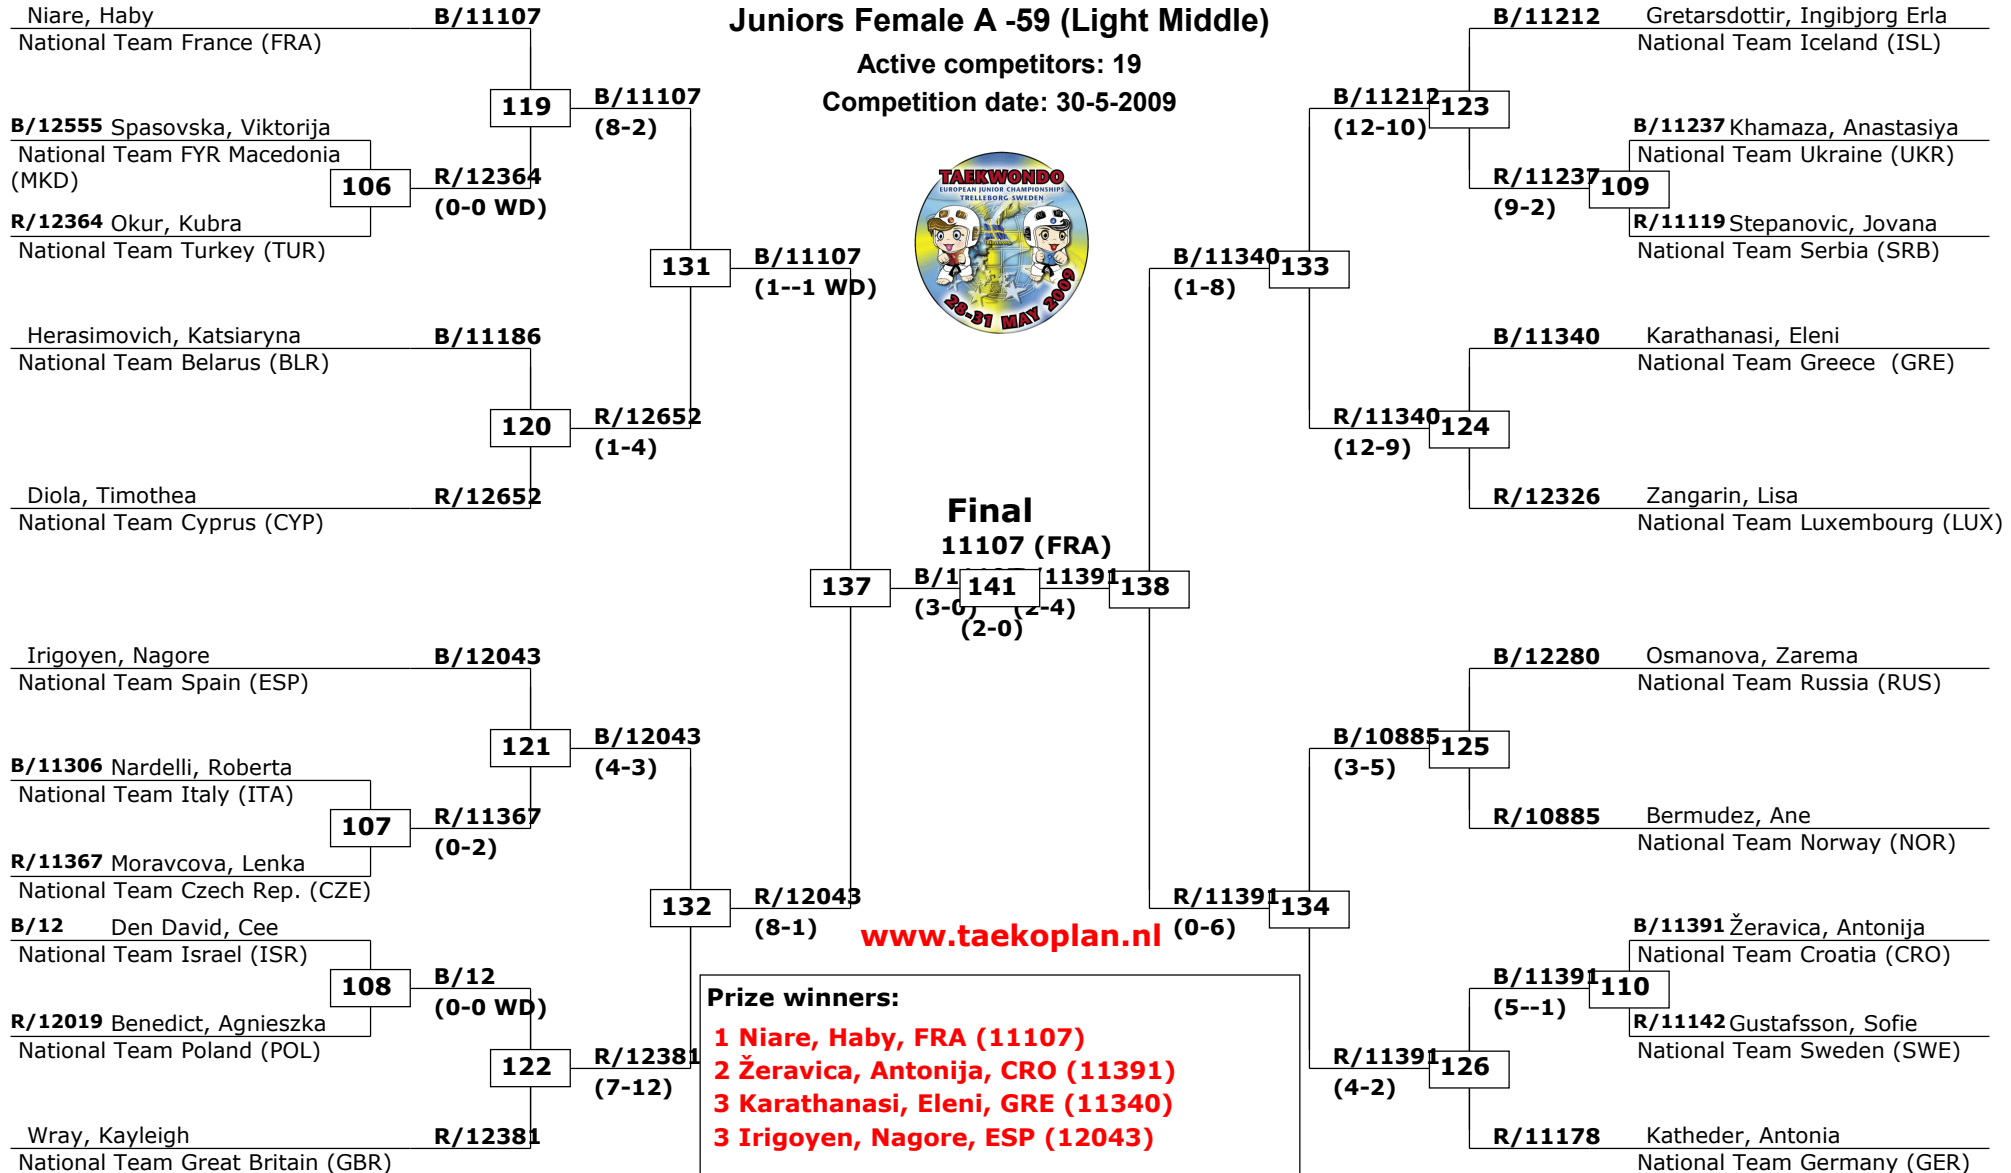 Juniors Female A -59 (Light Middle)
Active competitors: 19
Competition date: 30-5-2009
Niare, Haby B/11107
National Team France (FRA)
119
B/11107
(8-2)
B/12555 Spasovska, Viktorija
National Team FYR Macedonia
(MKD)
106
R/12364
(0-0 WD)
R/12364 Okur, Kubra
National Team Turkey (TUR)
131
B/11107
(1--1 WD)
Herasimovich, Katsiaryna B/11186
National Team Belarus (BLR)
120
R/12652
(1-4)
Diola, Timothea R/12652
National Team Cyprus (CYP)
137
Irigoyen, Nagore B/12043
National Team Spain (ESP)
121
B/12043
(4-3)
B/11306 Nardelli, Roberta
National Team Italy (ITA)
107
R/11367
(0-2)
R/11367 Moravcova, Lenka
National Team Czech Rep. (CZE)
132
R/12043
(8-1)
B/12 Den David, Cee
National Team Israel (ISR)
108
B/12
(0-0 WD)
R/12019 Benedict, Agnieszka
National Team Poland (POL)
122
R/12381
(7-12)
Wray, Kayleigh R/12381
National Team Great Britain (GBR)
TAEKWONDO
EUROPEAN JUNIOR CHAMPIONSHIPS
TRELLEBORG SWEDEN
28-31 MAY 2009
Final
11107 (FRA)
141
/11391
(3-0) (2-4)
(2-0)
www.taekoplan.nl
Prize winners:
1 Niare, Haby, FRA (11107)
2 Žeravica, Antonija, CRO (11391)
3 Karathanasi, Eleni, GRE (11340)
3 Irigoyen, Nagore, ESP (12043)
B/11212 Gretarsdottir, Ingibjorg Erla
National Team Iceland (ISL)
B/11212
(12-10)
123
B/11237 Khamaza, Anastasiya
National Team Ukraine (UKR)
R/11237
(9-2)
109
R/11119 Stepanovic, Jovana
National Team Serbia (SRB)
B/11340
(1-8)
133
B/11340 Karathanasi, Eleni
National Team Greece (GRE)
R/11340
(12-9)
124
R/12326 Zangarin, Lisa
National Team Luxembourg (LUX)
138
B/12280 Osmanova, Zarema
National Team Russia (RUS)
B/10885
(3-5)
125
R/10885 Bermudez, Ane
National Team Norway (NOR)
R/11391
(0-6)
134
B/11391 Žeravica, Antonija
National Team Croatia (CRO)
B/11391
(5--1)
110
R/11142 Gustafsson, Sofie
National Team Sweden (SWE)
R/11391
(4-2)
126
R/11178 Katheder, Antonia
National Team Germany (GER)